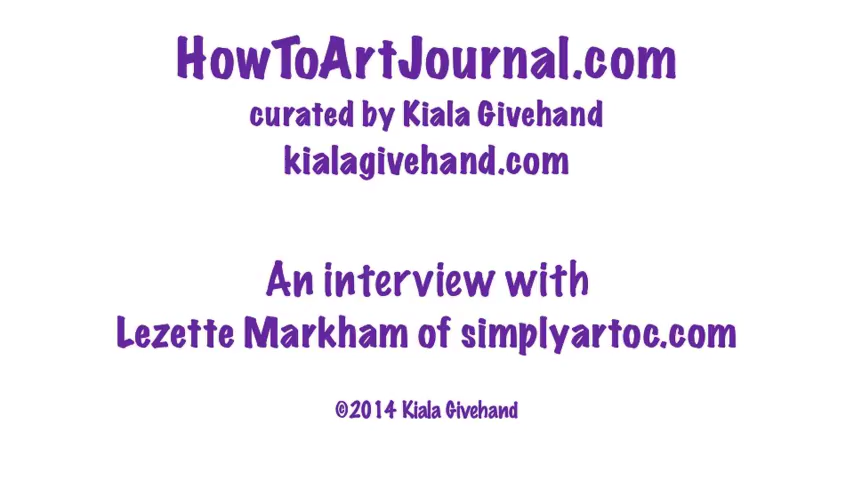 HowToArtJournal.com
curated by Kiala Givehand
kialagivehand.com
An interview with
Lezette Markham of simplyartoc.com
©2014 Kiala Givehand